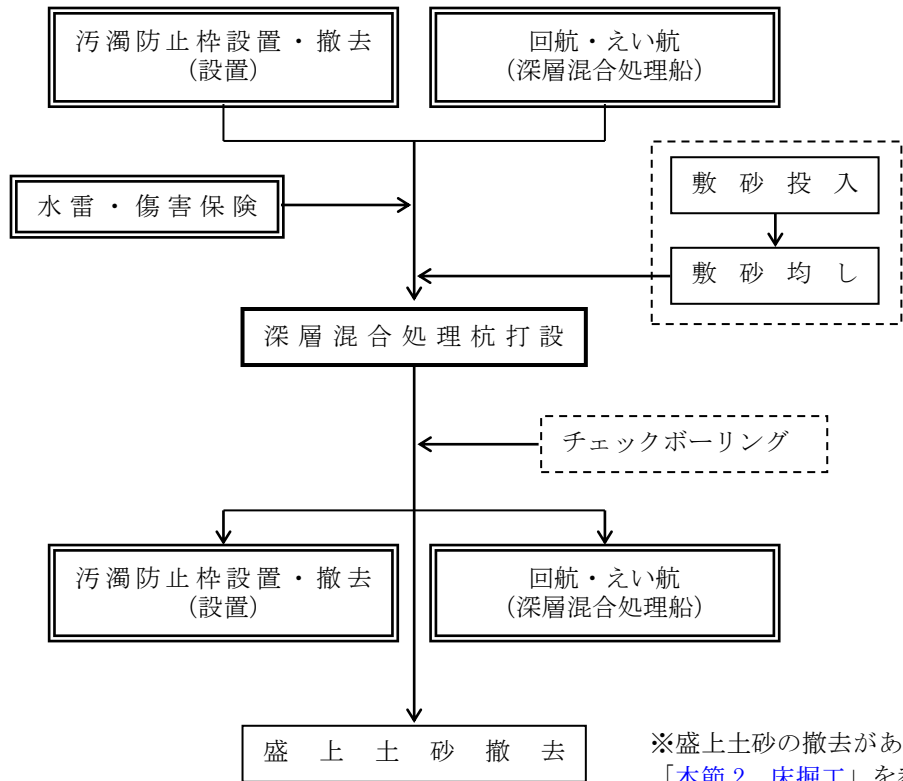 汚濁防止枠設置・撤去
(設置)
回航・えい航
(深層混合処理船)
敷砂投入
水雷・傷害保険
敷砂均し
深層混合処理杭打設
チェックボーリング
汚濁防止枠設置・撤去
(設置)
回航・えい航
(深層混合処理船)
盛上土砂撤去
※盛上土砂の撤去があ
「本節2 床掘工」を